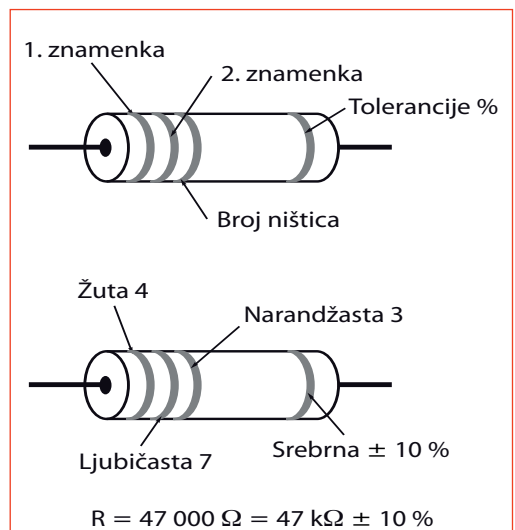 1. znamenka
2. znamenka
Tolerancije %
Broj ništica
Žuta 4
Narandžasta 3
Ljubičasta 7
Srebrna ± 10 %
R = 47 000 Ω = 47 kΩ ± 10 %